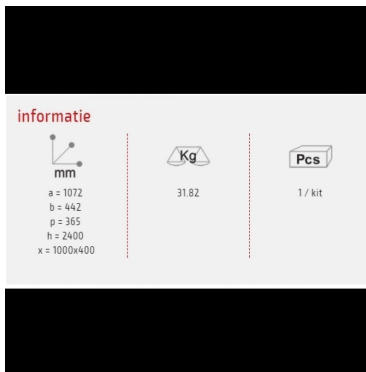 informatie
mm
a = 1072
b = 442
p = 365
h = 2400
x = 1000x400
Kg
31.82
Pcs
1 / kit